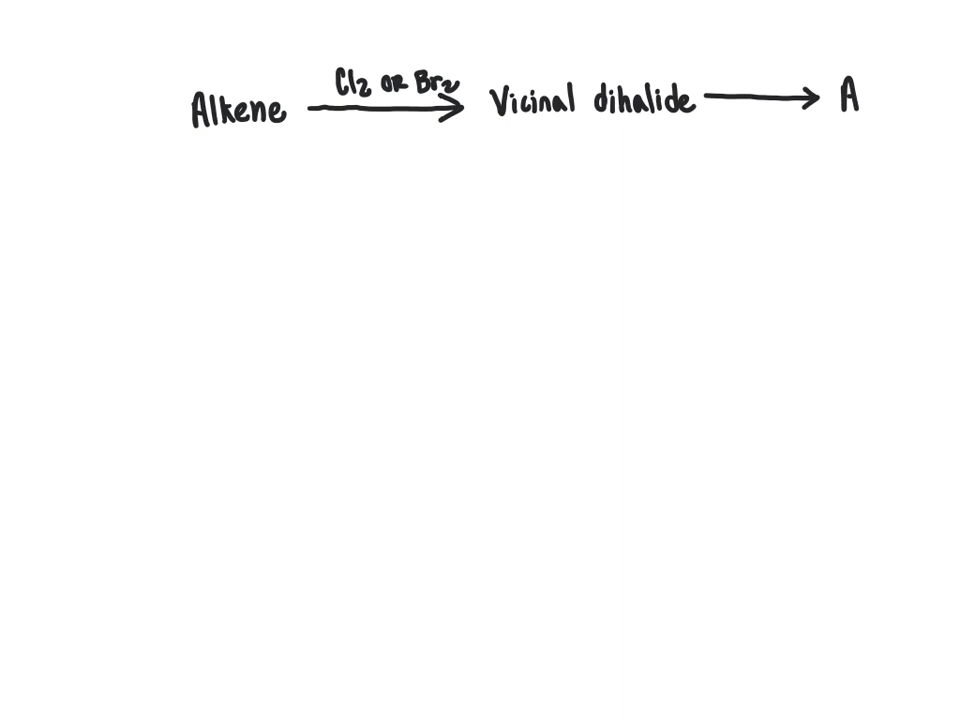 Cl₂ OR Br₂
Alkene ⟶ Vicinal dihalide ⟶ A